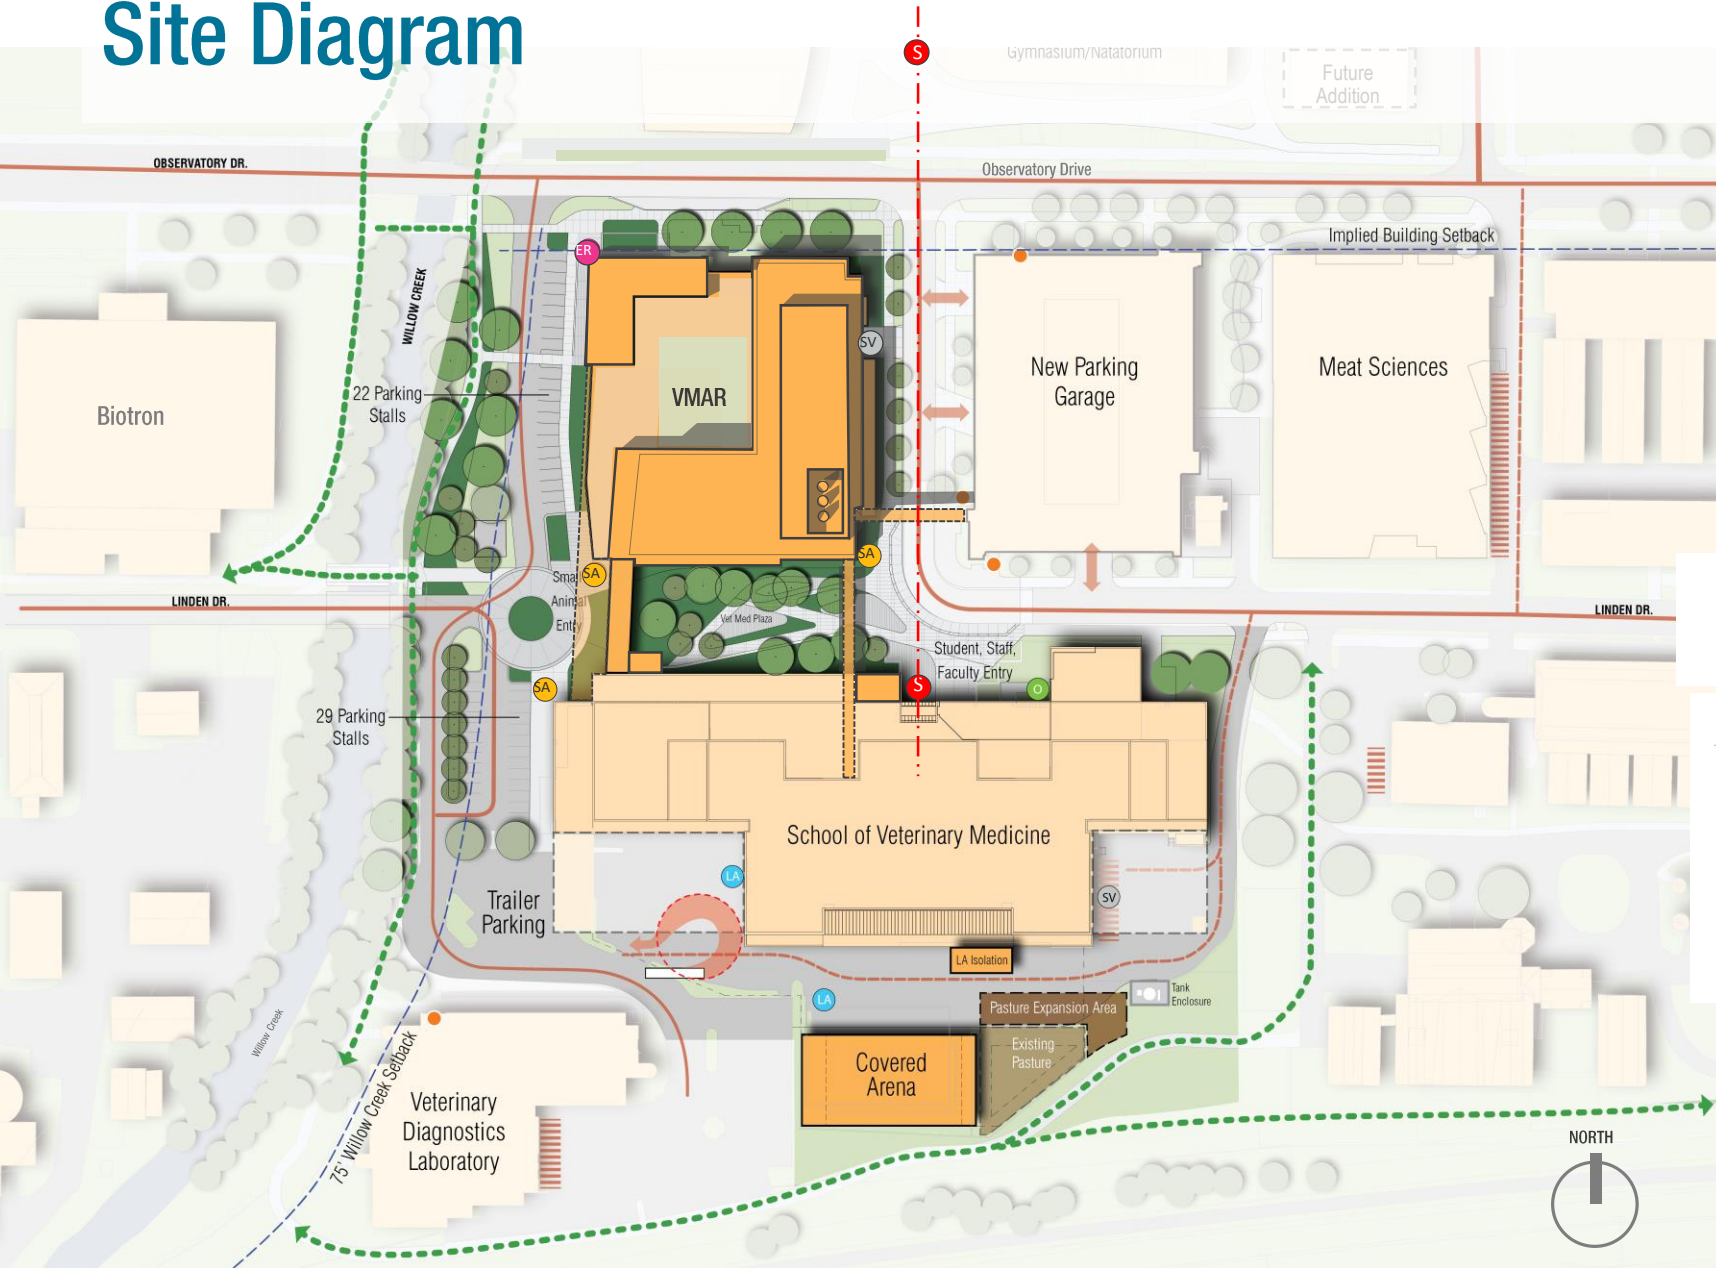 Site Diagram
S
Gymnasium/Natatorium
Future
Addition
OBSERVATORY DR.
Observatory Drive
Implied Building Setback
ER
WILLOW CREEK
SV
22 Parking
Stalls
VMAR
New Parking
Garage
Meat Sciences
Biotron
SA
SA
Small
Animal
Entry
LINDEN DR.
LINDEN DR.
Vet Med Plaza
Student, Staff,
Faculty Entry
SA
S
O
29 Parking
Stalls
School of Veterinary Medicine
LA
SV
Trailer
Parking
LA Isolation
LA
Tank
Enclosure
Pasture Expansion Area
Existing
Pasture
Covered
Arena
Willow Creek
75' Willow Creek Setback
Veterinary
Diagnostics
Laboratory
NORTH